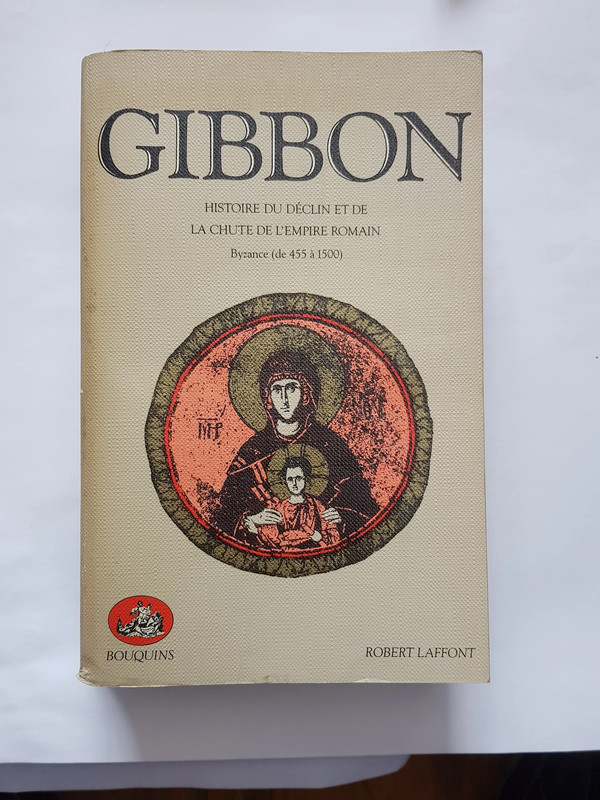 GIBBON
HISTOIRE DU DÉCLIN ET DE
LA CHUTE DE L'EMPIRE ROMAIN
Byzance (de 455 à 1500)
BOUQUINS
ROBERT LAFFONT